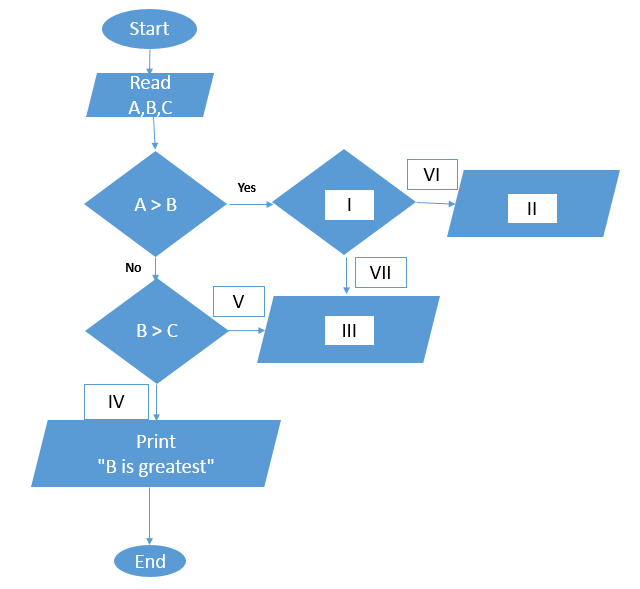 Start
Read
A,B,C
A > B
Yes
I
VI
II
No
VII
B > C
V
III
IV
Print
"B is greatest"
End